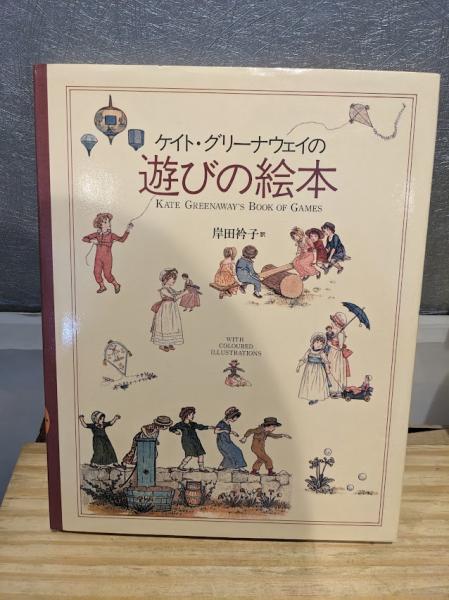 ケイト・グリーナウェイの
遊びの絵本
KATE GREENAWAY'S BOOK OF GAMES
岸田衿子 訳
WITH
COLOURED
ILLUSTRATIONS